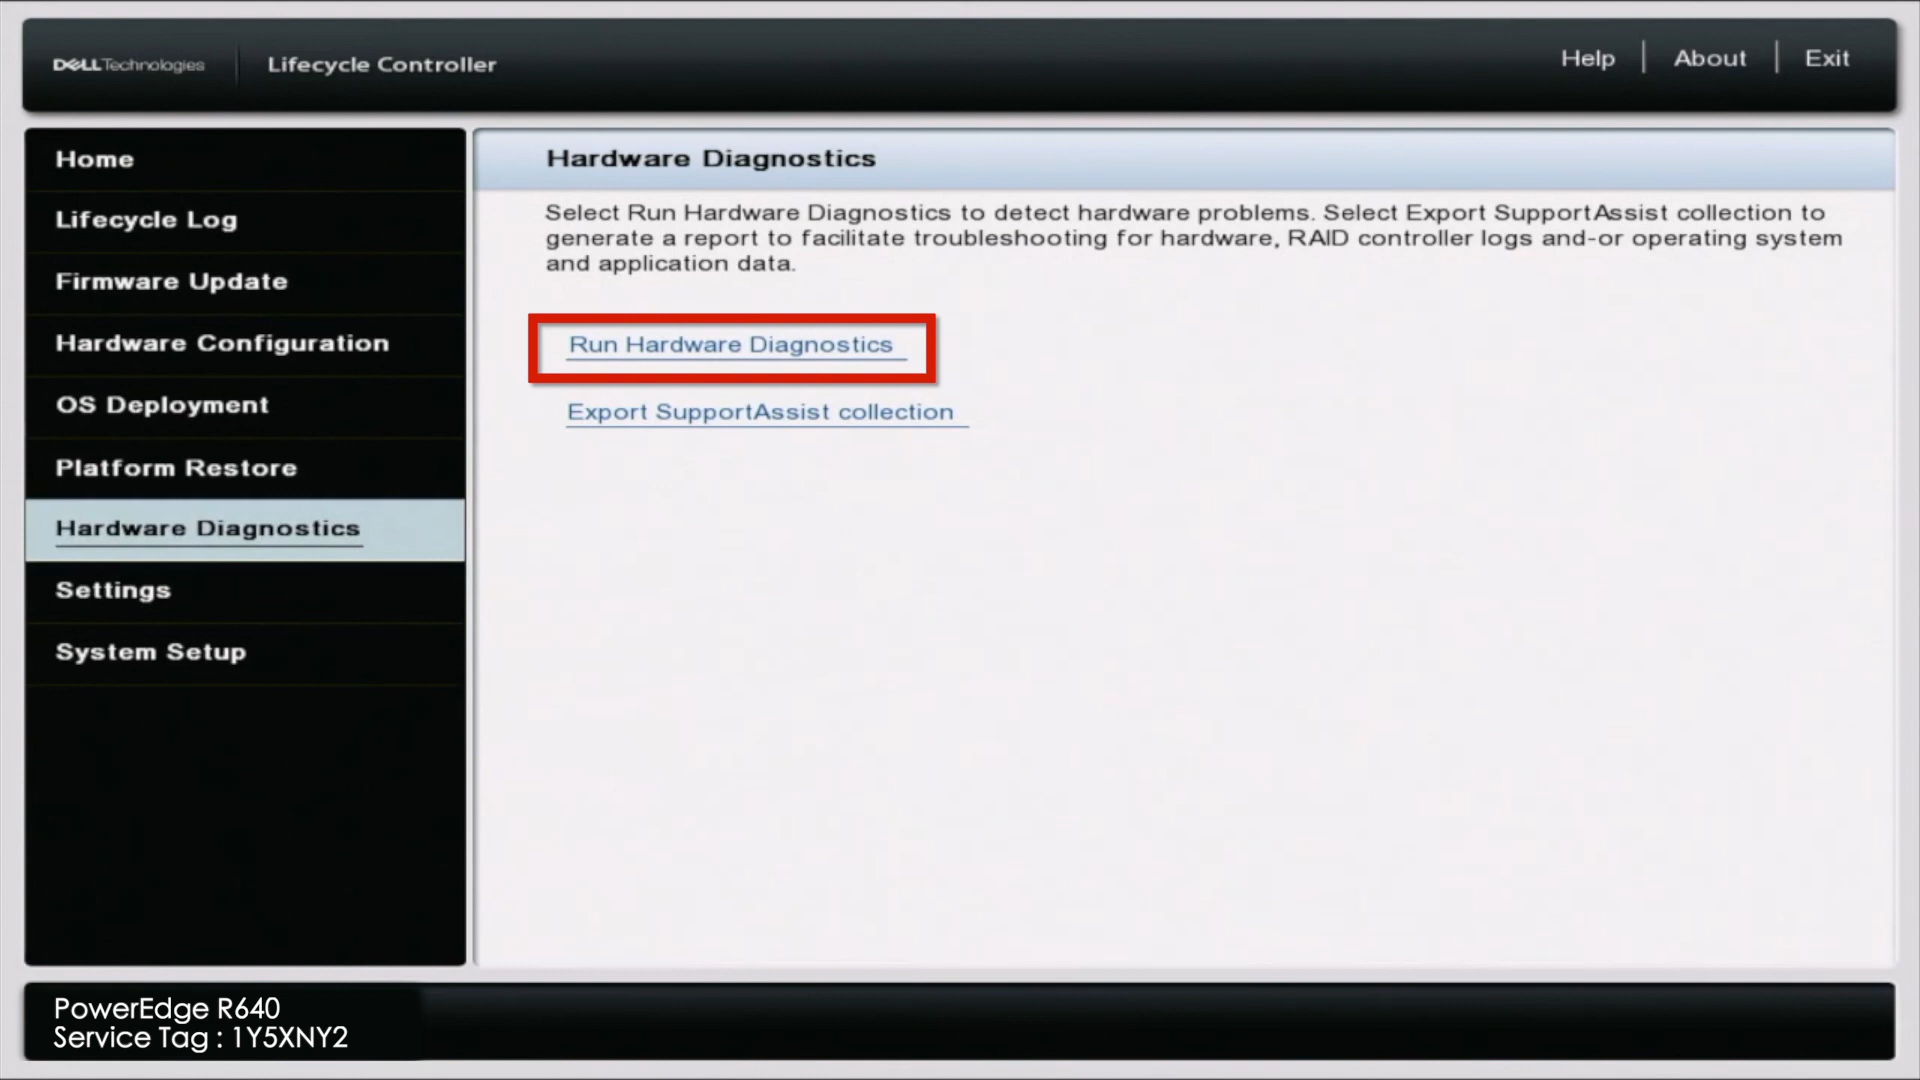 DELLTechnologies
Lifecycle Controller
Help
About
Exit
Home
Lifecycle Log
Firmware Update
Hardware Configuration
OS Deployment
Platform Restore
Hardware Diagnostics
Settings
System Setup
Hardware Diagnostics
Select Run Hardware Diagnostics to detect hardware problems. Select Export SupportAssist collection to
generate a report to facilitate troubleshooting for hardware, RAID controller logs and-or operating system
and application data.
Run Hardware Diagnostics
Export SupportAssist collection
PowerEdge R640
Service Tag : 1Y5XNY2